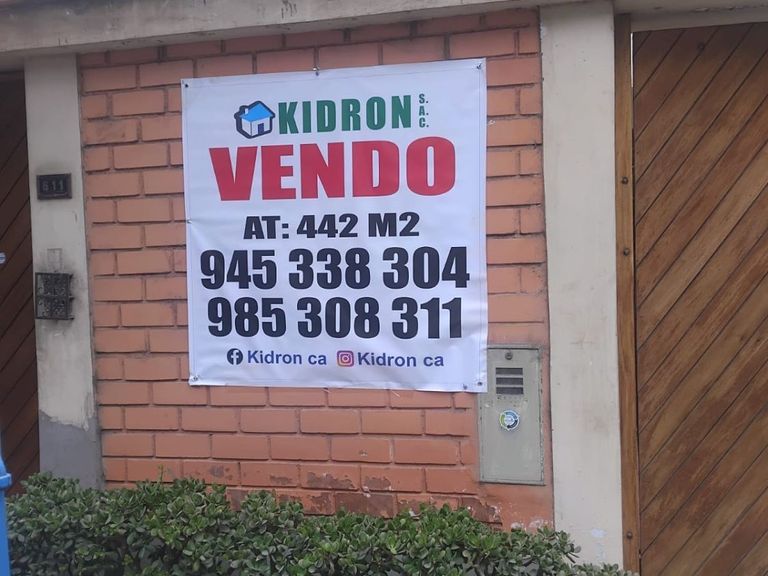 KIDRON S.A.C.
VENDO
AT: 442 M2
945 338 304
985 308 311
Kidron ca Kidron ca
611